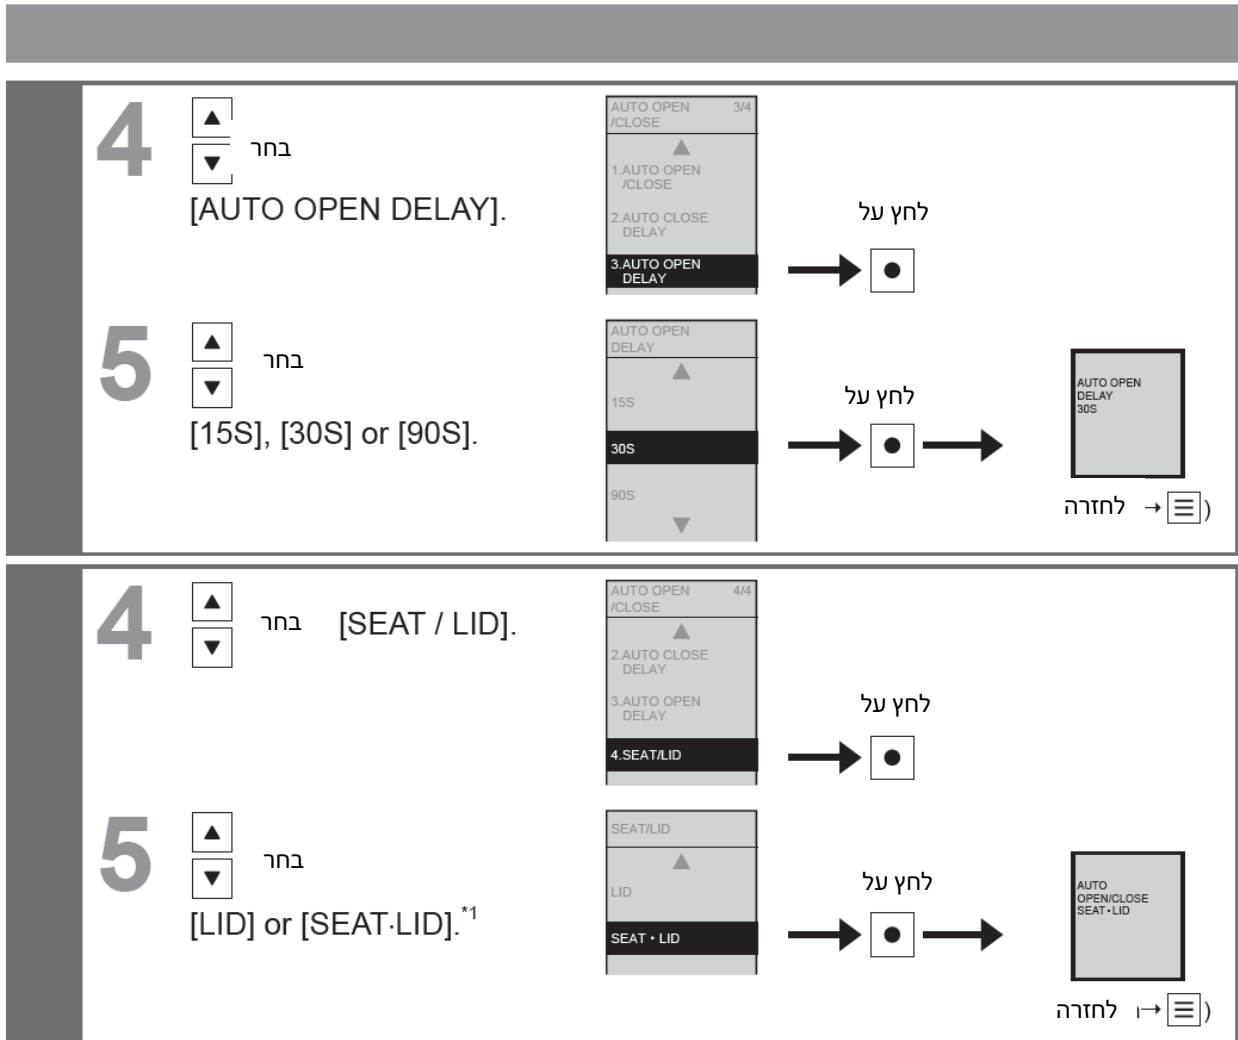 4
בחר
[AUTO OPEN DELAY].
AUTO OPEN 3/4
/CLOSE
1.AUTO OPEN
/CLOSE
2.AUTO CLOSE
DELAY
3.AUTO OPEN
DELAY
לחץ על
5
בחר
[15S], [30S] or [90S].
AUTO OPEN
DELAY
15S
30S
90S
לחץ על
AUTO OPEN
DELAY
30S
לחזרה → )
4
בחר [SEAT / LID].
AUTO OPEN 4/4
/CLOSE
2.AUTO CLOSE
DELAY
3.AUTO OPEN
DELAY
4.SEAT/LID
לחץ על
5
בחר
[LID] or [SEAT·LID].*1
SEAT/LID
LID
SEAT・LID
לחץ על
AUTO
OPEN/CLOSE
SEAT・LID
לחזרה → )